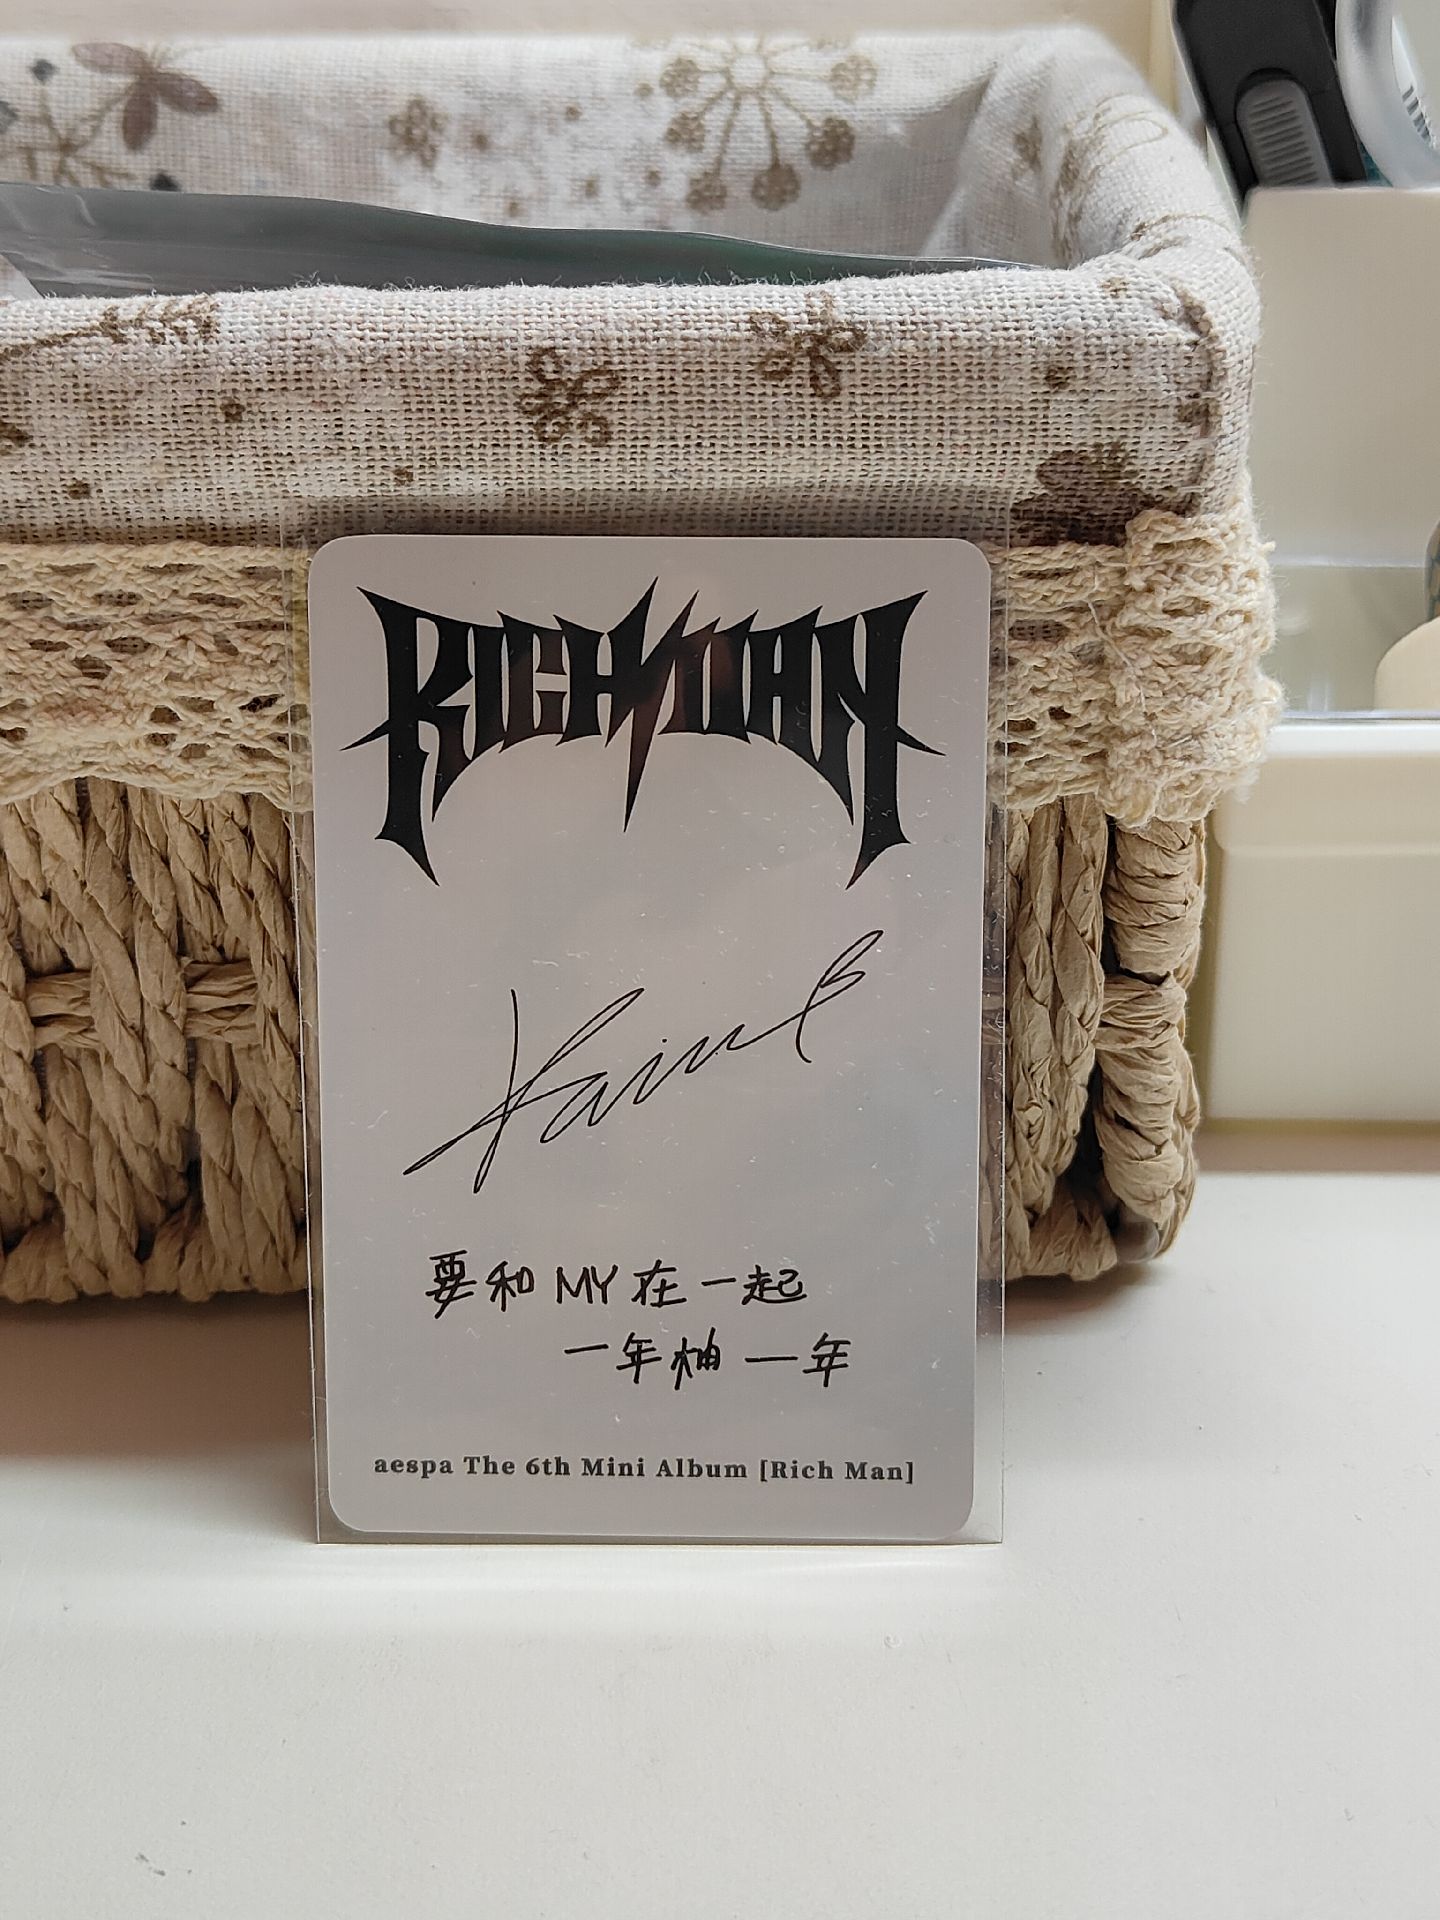 RICH MAN
Karina
要和 MY 在一起
一年柚一年
aespa The 6th Mini Album [Rich Man]